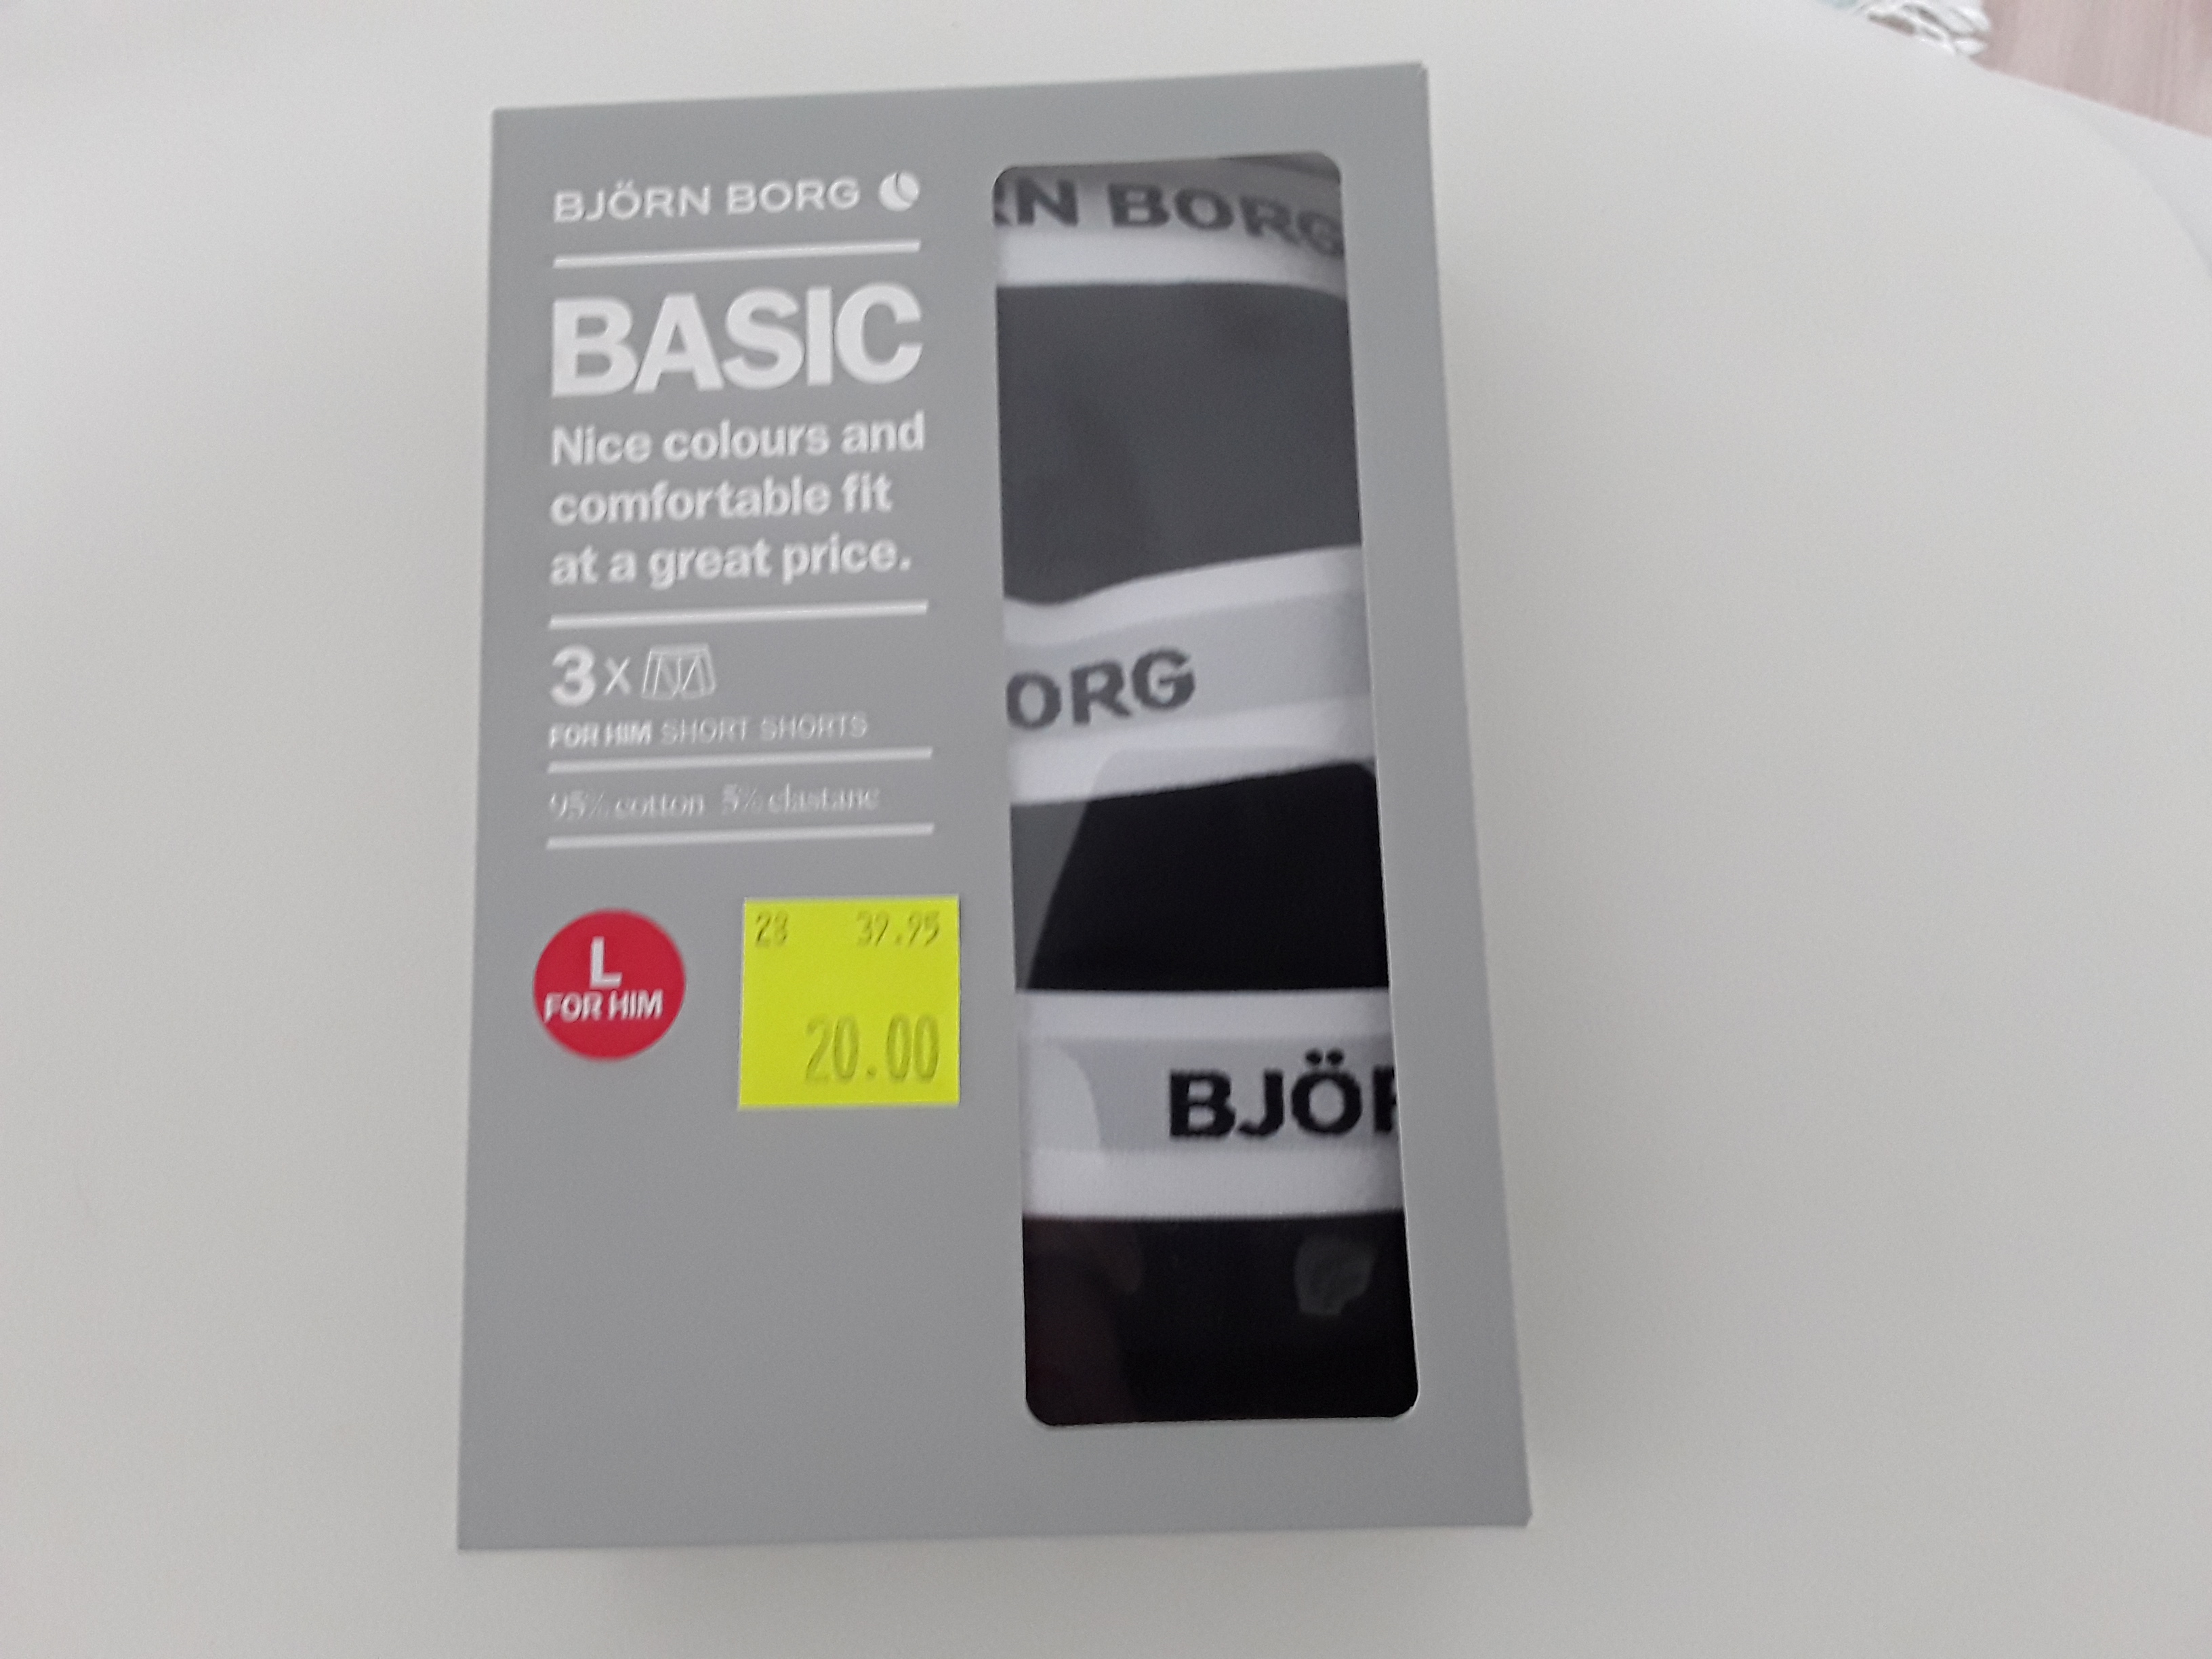 BJÖRN BORG
BASIC
Nice colours and
comfortable fit
at a great price.
3 X
FOR HIM SHORT SHORTS
95% cotton 5% elastane
L
FOR HIM
28 39.95
20.00
RN BORG
ORG
BJÖR